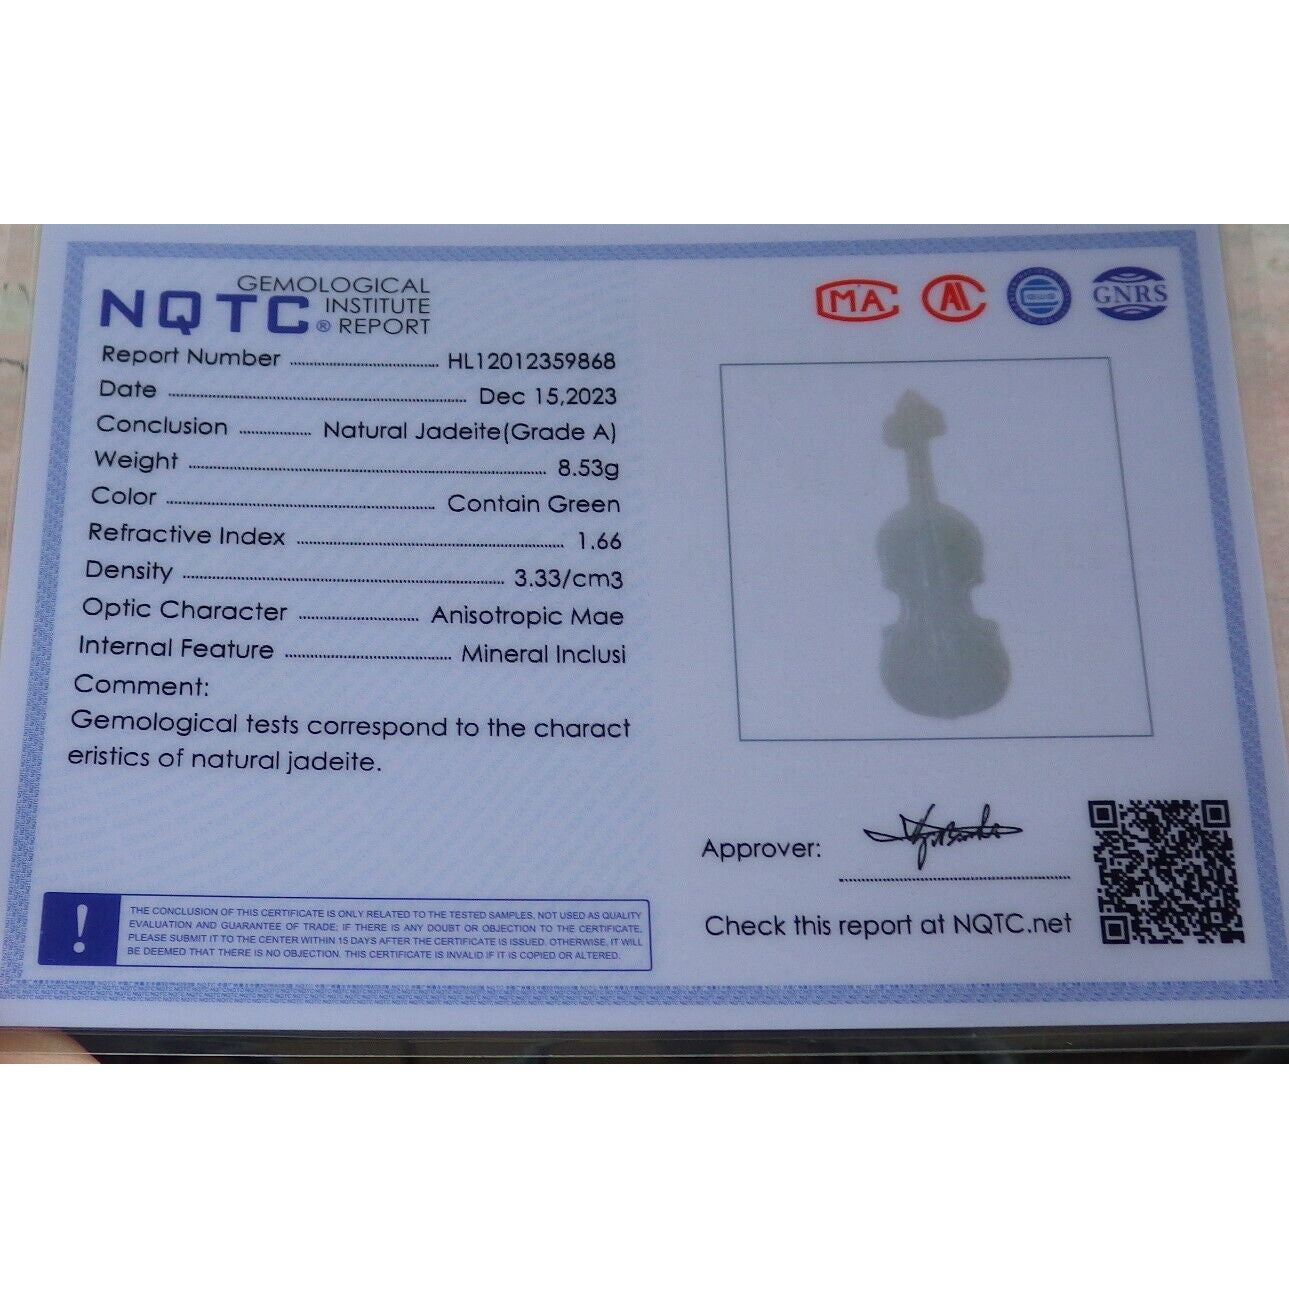 NQTC® GEMOLOGICAL
INSTITUTE
REPORT
MA
GNRS
Report Number HL12012359868
Date Dec 15,2023
Conclusion Natural Jadeite(Grade A)
Weight 8.53g
Color Contain Green
Refractive Index 1.66
Density 3.33/cm3
Optic Character Anisotropic Mae
Internal Feature Mineral Inclusi
Comment:
Gemological tests correspond to the charact
eristics of natural jadeite.
Approver:
Check this report at NQTC.net
! THE CONCLUSION OF THIS CERTIFICATE IS ONLY RELATED TO THE TESTED SAMPLES, NOT USED AS QUALITY
EVALUATION AND GUARANTEE OF TRADE; IF THERE IS ANY DOUBT OR OBJECTION TO THE CERTIFICATE,
PLEASE SUBMIT IT TO THE CENTER WITHIN 15 DAYS AFTER THE CERTIFICATE IS ISSUED. OTHERWISE, IT WILL
BE DEEMED THAT THERE IS NO OBJECTION. THIS CERTIFICATE IS INVALID IF IT IS COPIED OR ALTERED.